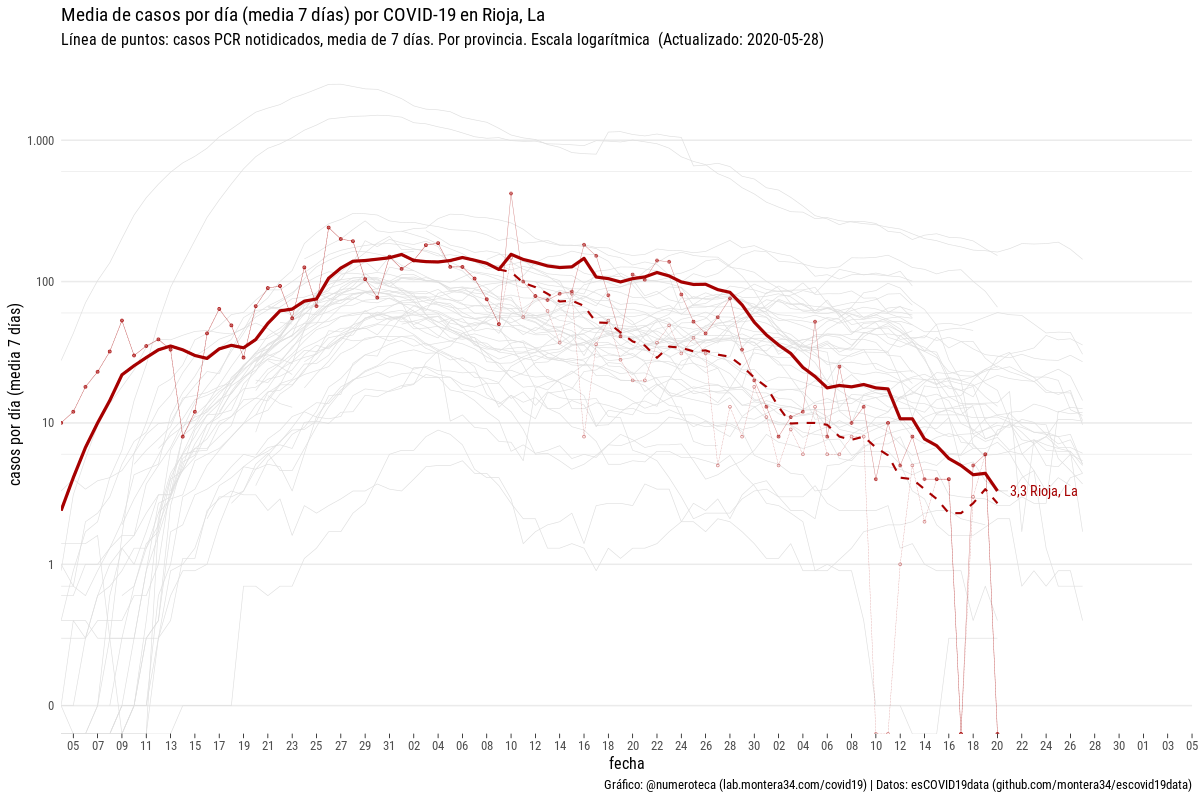 Media de casos por día (media 7 días) por COVID-19 en Rioja, La
Línea de puntos: casos PCR notidicados, media de 7 días. Por provincia. Escala logarítmica (Actualizado: 2020-05-28)
casos por día (media 7 días)
1.000
100
10
1
0
3,3 Rioja, La
05 07 09 11 13 15 17 19 21 23 25 27 29 31 02 04 06 08 10 12 14 16 18 20 22 24 26 28 30 02 04 06 08 10 12 14 16 18 20 22 24 26 28 30 01 03 05
fecha
Gráfico: @numeroteca (lab.montera34.com/covid19) | Datos: esCOVID19data (github.com/montera34/escovid19data)